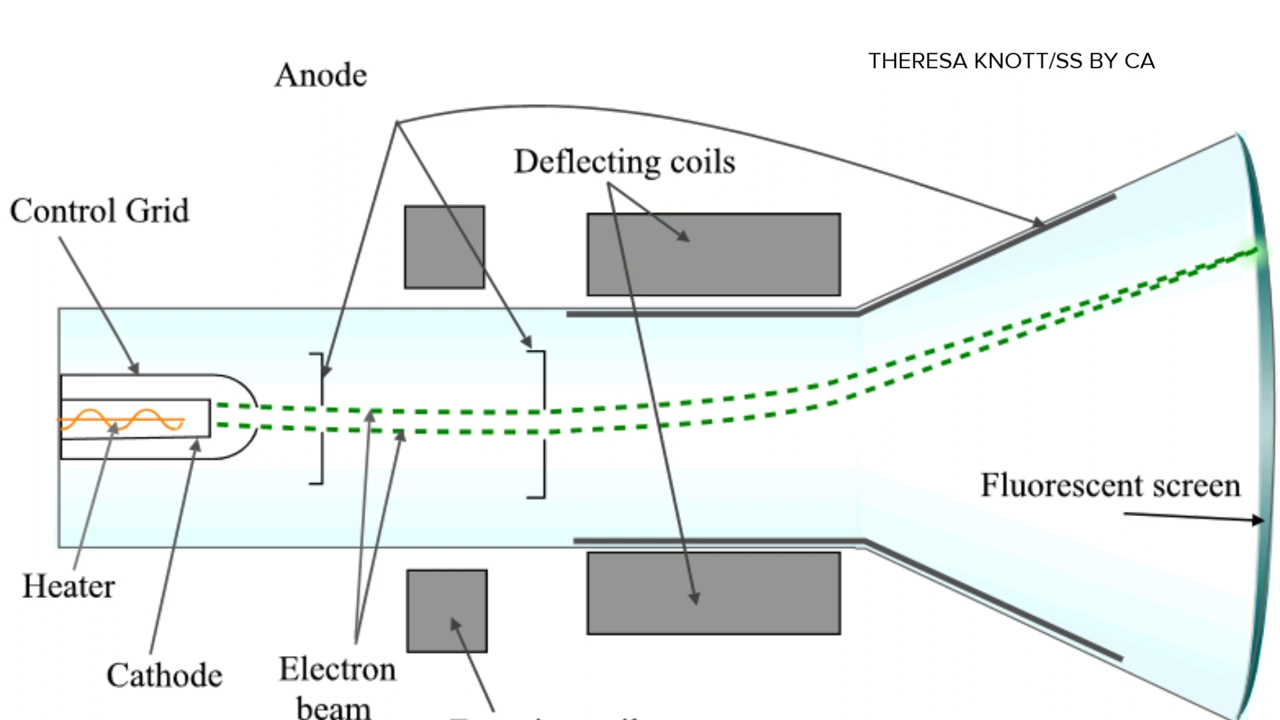 THERESA KNOTT/SS BY CA
Anode
Deflecting coils
Control Grid
Fluorescent screen
Heater
Cathode
Electron
beam